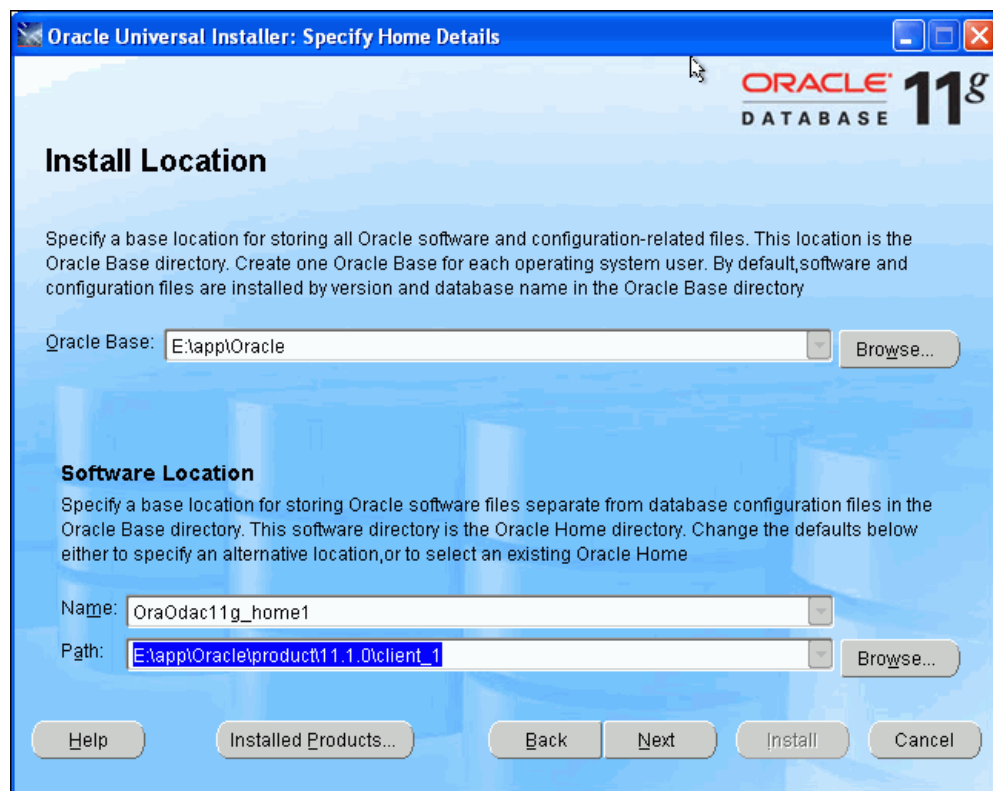 Oracle Universal Installer: Specify Home Details
ORACLE 11g
DATABASE
Install Location
Specify a base location for storing all Oracle software and configuration-related files. This location is the
Oracle Base directory. Create one Oracle Base for each operating system user. By default,software and
configuration files are installed by version and database name in the Oracle Base directory
Oracle Base: E:\app\Oracle Browse...
Software Location
Specify a base location for storing Oracle software files separate from database configuration files in the
Oracle Base directory. This software directory is the Oracle Home directory. Change the defaults below
either to specify an alternative location,or to select an existing Oracle Home
Name: OraOdac11g_home1
Path: E:\app\Oracle\product\11.1.0\client_1 Browse...
Help Installed Products... Back Next Install Cancel